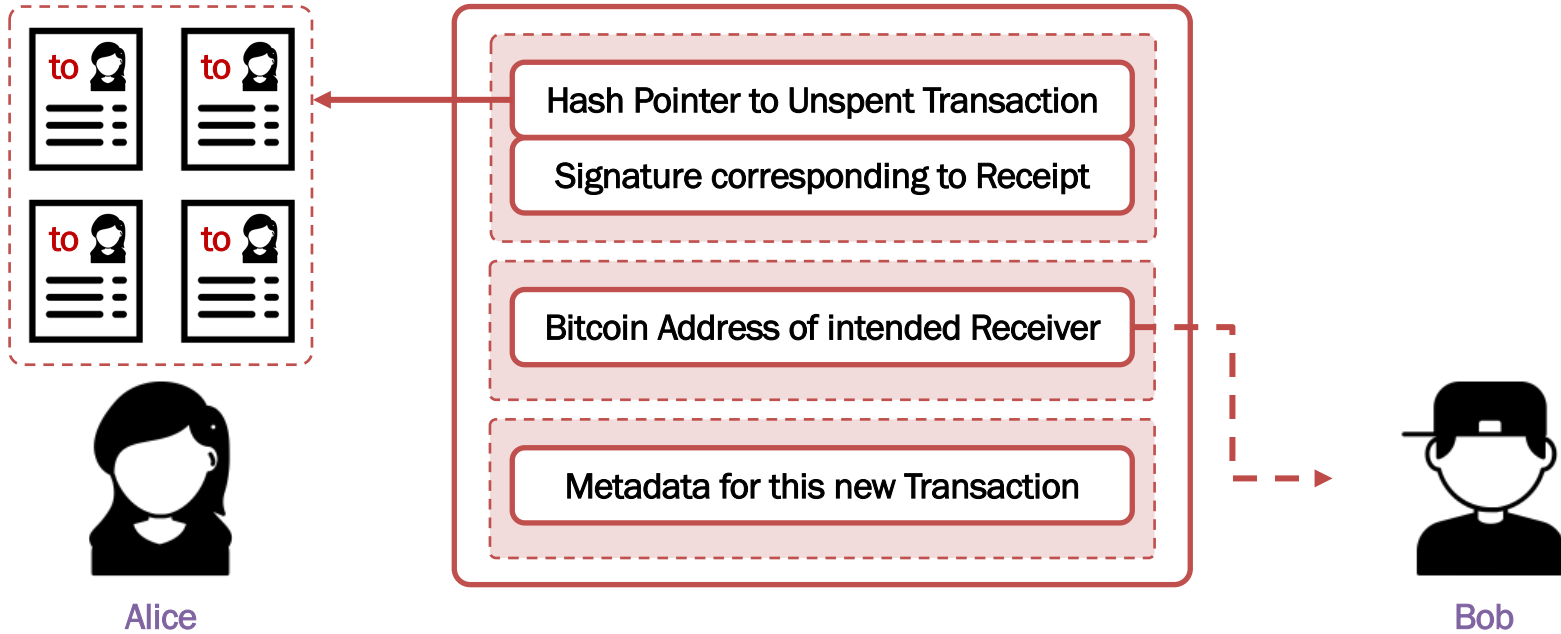 to
to
to
to
Hash Pointer to Unspent Transaction
Signature corresponding to Receipt
Bitcoin Address of intended Receiver
Metadata for this new Transaction
Alice
Bob